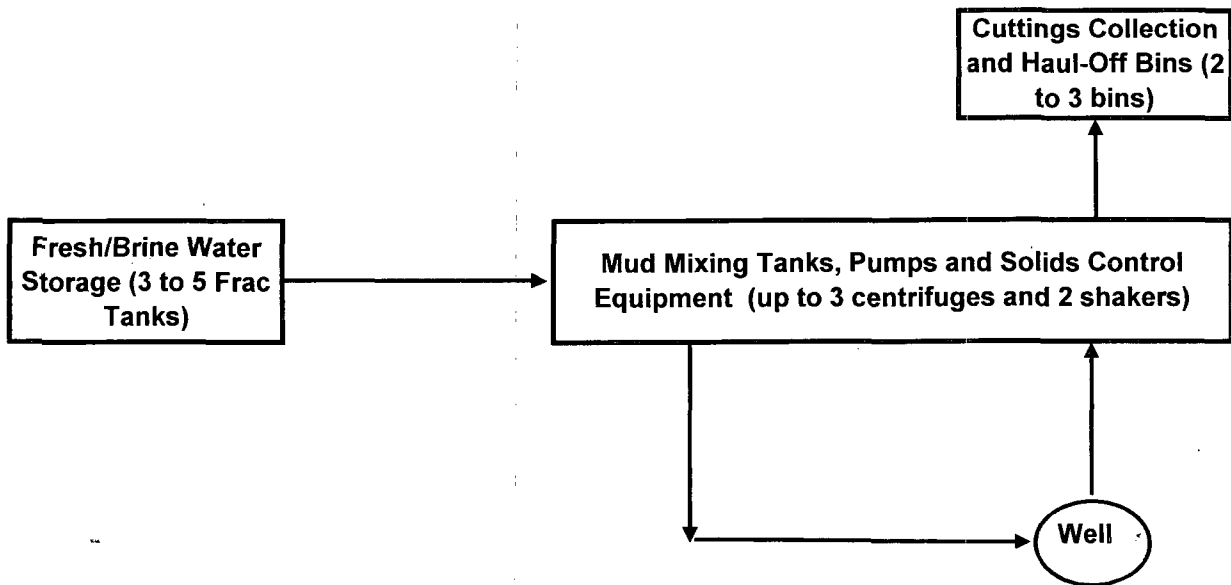 Cuttings Collection
and Haul-Off Bins (2
to 3 bins)
Fresh/Brine Water
Storage (3 to 5 Frac
Tanks)
Mud Mixing Tanks, Pumps and Solids Control
Equipment (up to 3 centrifuges and 2 shakers)
Well